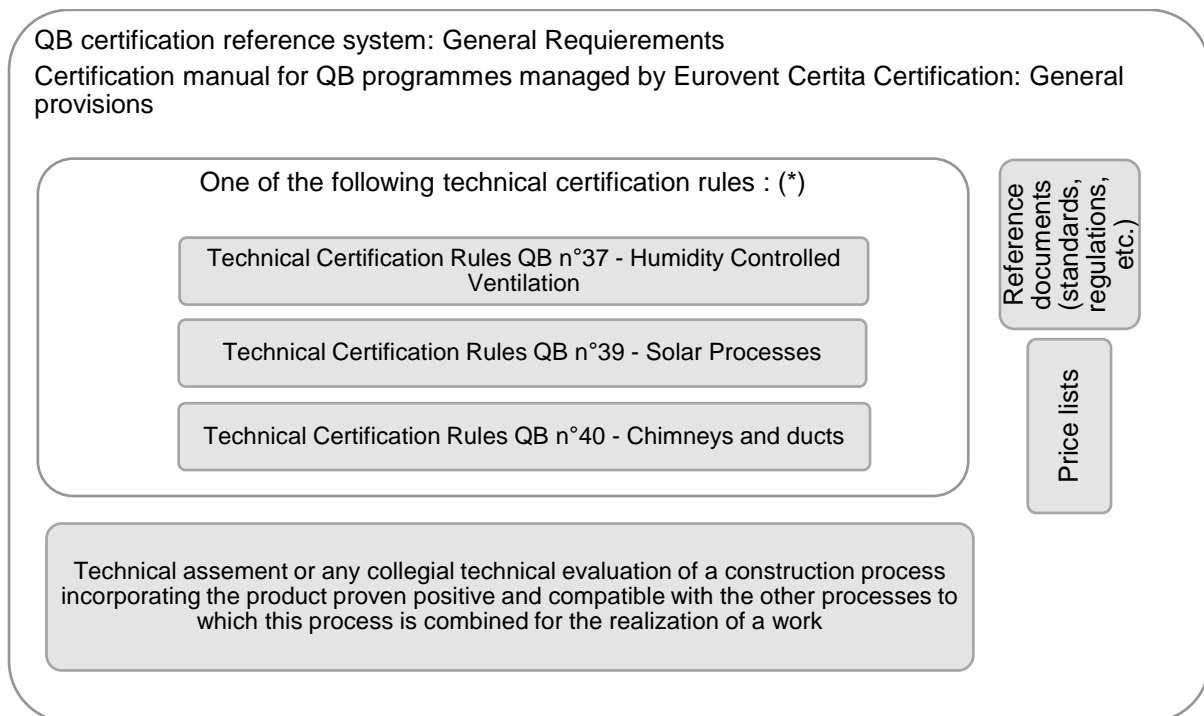 QB certification reference system: General Requierements
Certification manual for QB programmes managed by Eurovent Certita Certification: General
provisions
One of the following technical certification rules : (*)
Technical Certification Rules QB n°37 - Humidity Controlled
Ventilation
Technical Certification Rules QB n°39 - Solar Processes
Technical Certification Rules QB n°40 - Chimneys and ducts
Technical assement or any collegial technical evaluation of a construction process
incorporating the product proven positive and compatible with the other processes to
which this process is combined for the realization of a work
Reference
documents
(standards,
regulations,
etc.)
Price lists